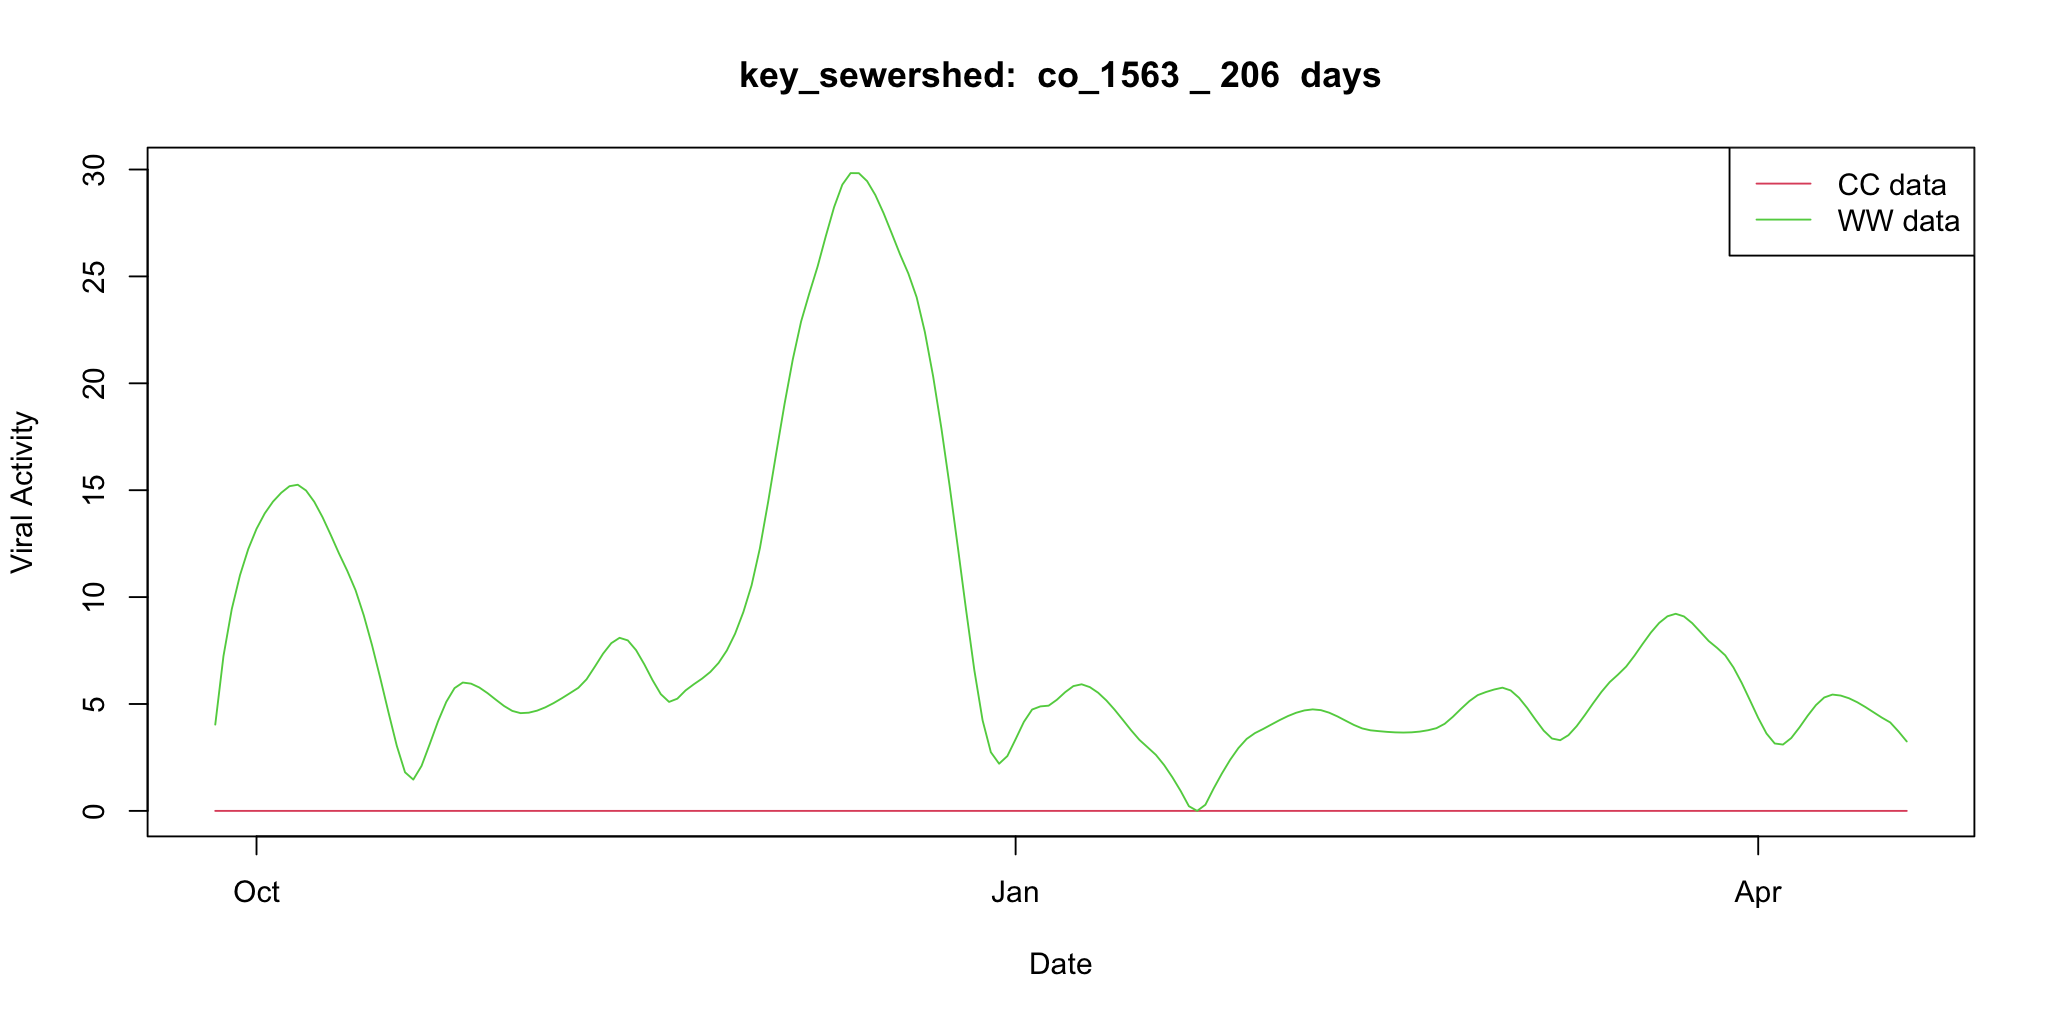 key_sewershed:  co_1563 _ 206  days
30
25
20
15
10
5
0
Viral Activity
CC data
WW data
Oct
Jan
Apr
Date